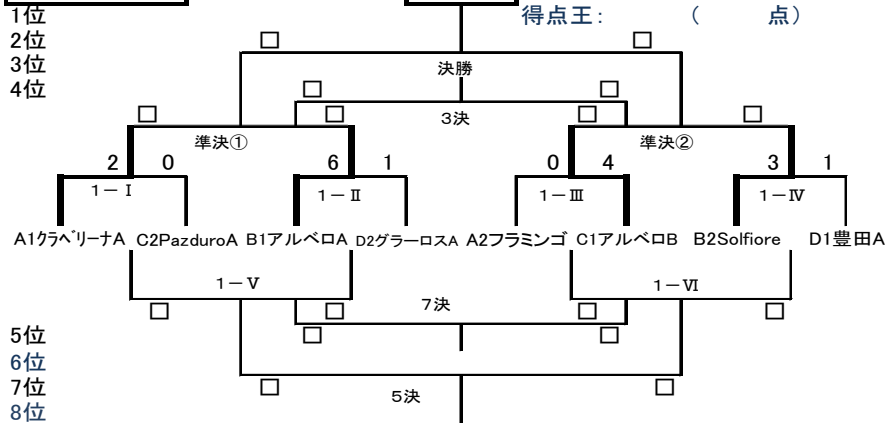 1位
得点王: ( 点)
2位
3位
決勝
4位
3決
準決①
準決②
2 0 6 1 0 4 3 1
1-Ⅰ 1-Ⅱ 1-Ⅲ 1-Ⅳ
A1クラベリーナA C2PazduroA B1アルベロA D2グラーロスA A2フラミンゴ C1アルベロB B2Solfiore D1豊田A
1-Ⅴ 1-Ⅵ
7決
5位
6位
7位
5決
8位